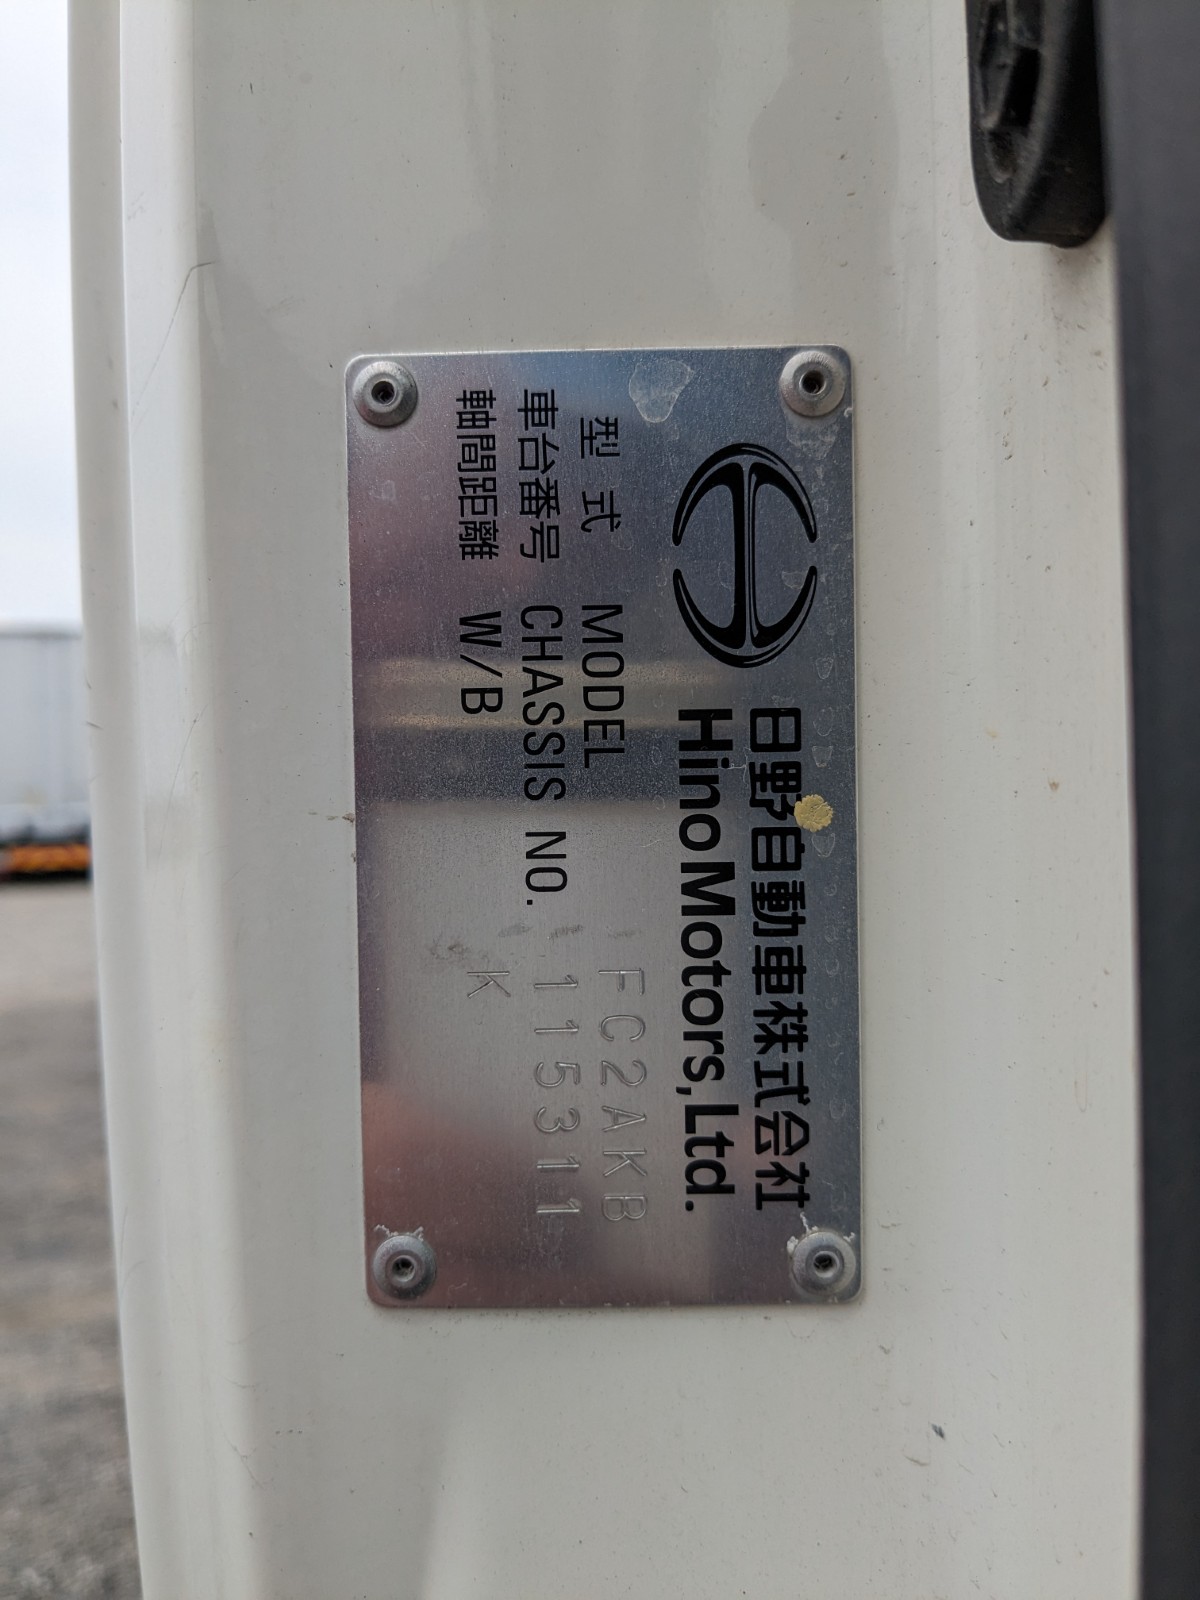 日野自動車株式会社
Hino Motors, Ltd.
型式 MODEL FC2AKB
車台番号 CHASSIS NO. 115311
軸間距離 W/B K